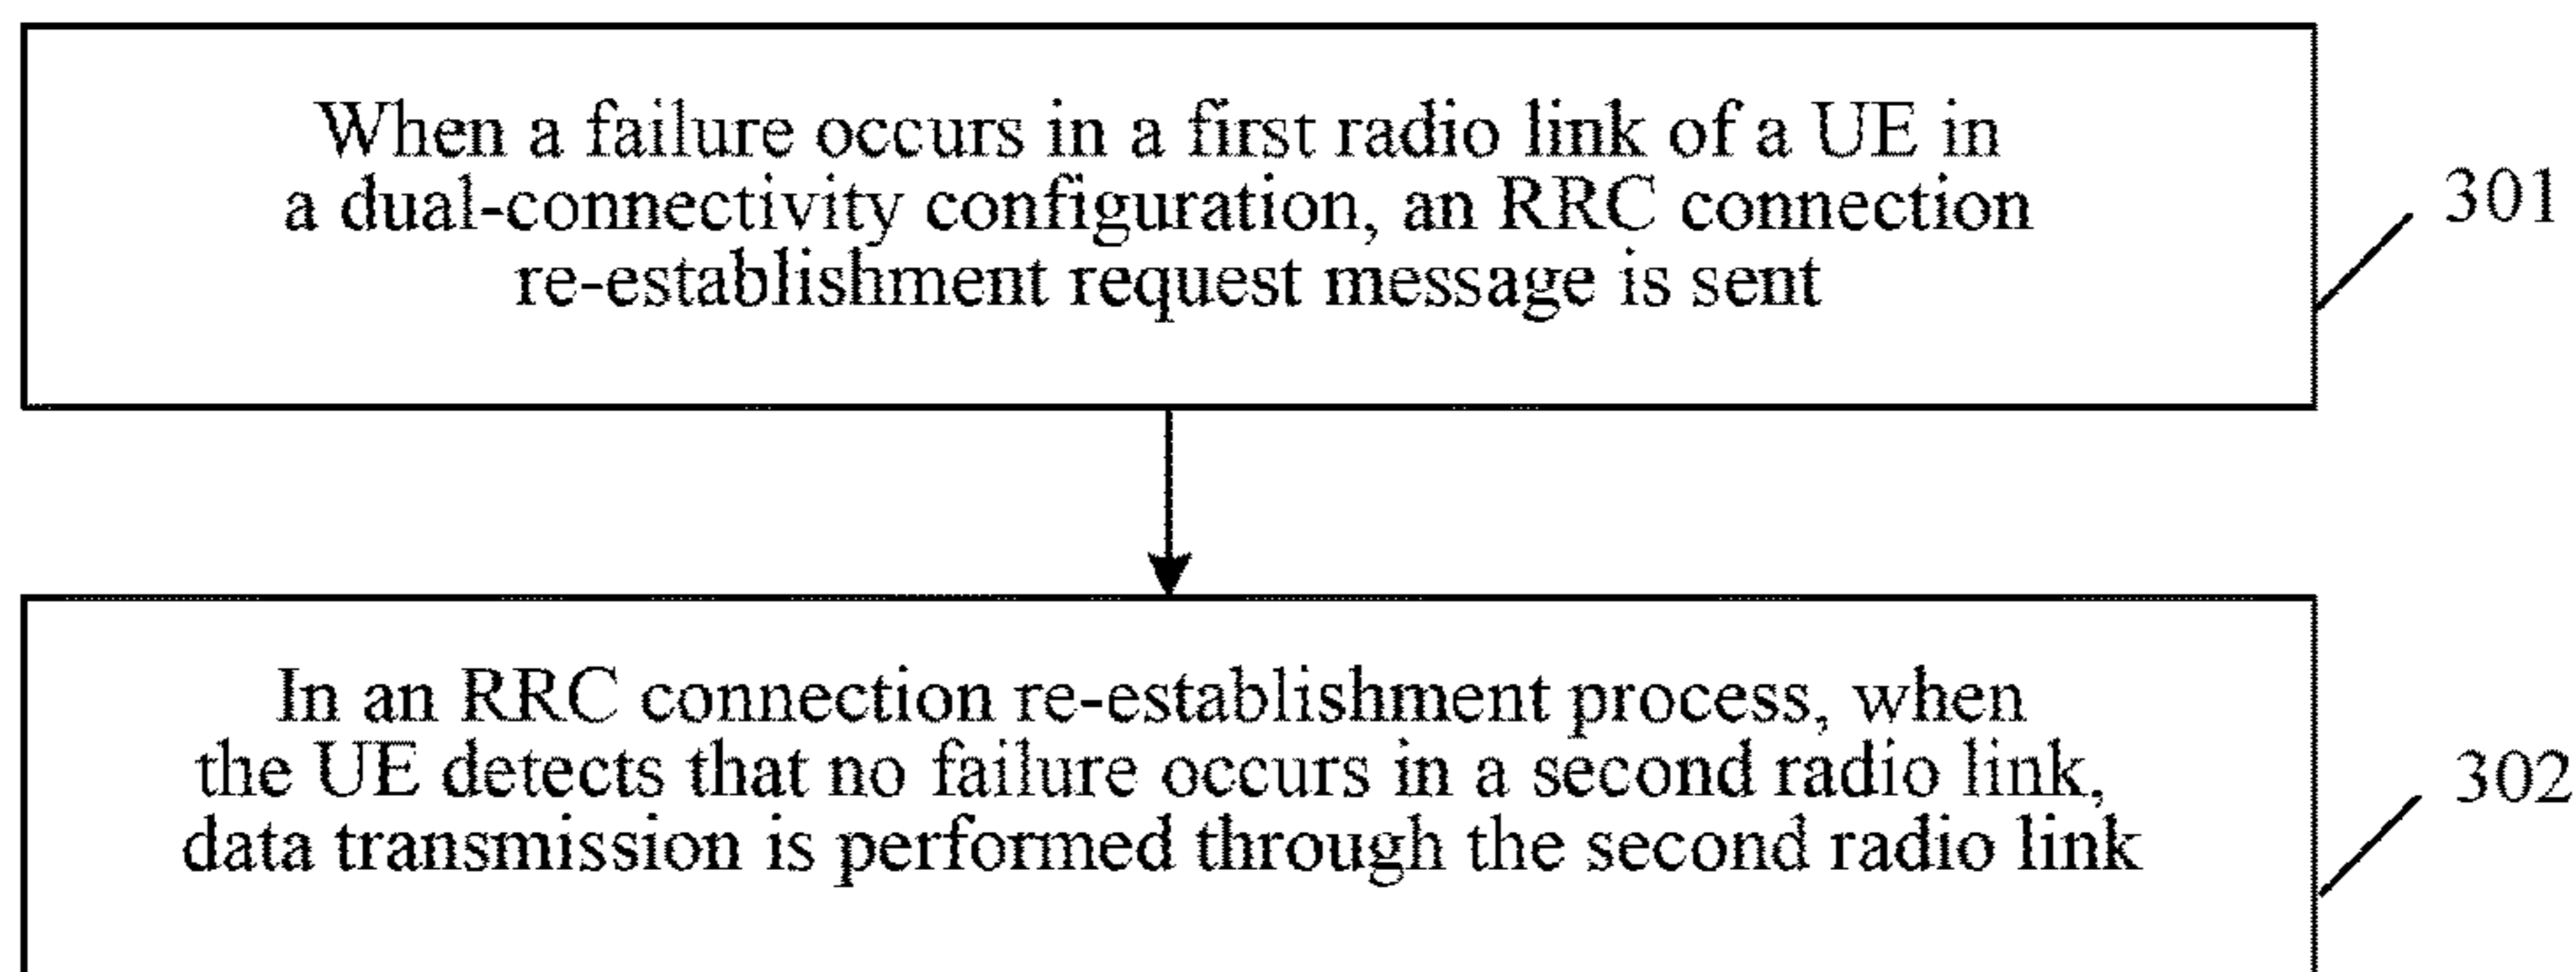 When a failure occurs in a first radio link of a UE in
a dual-connectivity configuration, an RRC connection
re-establishment request message is sent
301
In an RRC connection re-establishment process, when
the UE detects that no failure occurs in a second radio link,
data transmission is performed through the second radio link
302